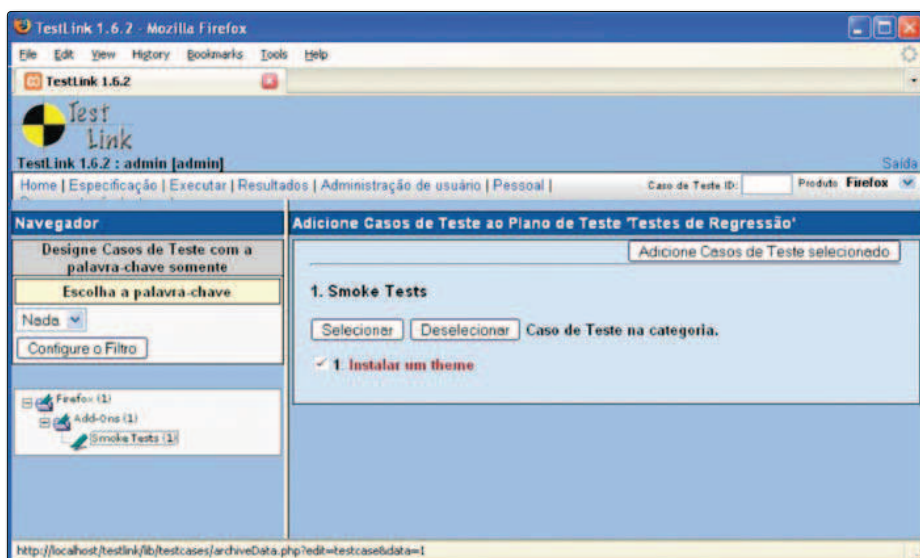 TestLink 1.6.2 - Mozilla Firefox
File Edit View History Bookmarks Tools Help
TestLink 1.6.2
Test
Link
TestLink 1.6.2 : admin [admin]
Saída
Home | Especificação | Executar | Resultados | Administração de usuário | Pessoal |
Caso de Teste ID:
Produto Firefox
Navegador
Designe Casos de Teste com a
palavra-chave somente
Escolha a palavra-chave
Nada
Configure o Filtro
Firefox (1)
Add-Ons (1)
Smoke Tests (1)
Adicione Casos de Teste ao Plano de Teste 'Testes de Regressão'
Adicione Casos de Teste selecionado
1. Smoke Tests
Selecionar Deselecionar Caso de Teste na categoria.
1 Instalar um theme
http://localhost/testlink/lib/testcases/archiveData.php?edit=testcase&data=1